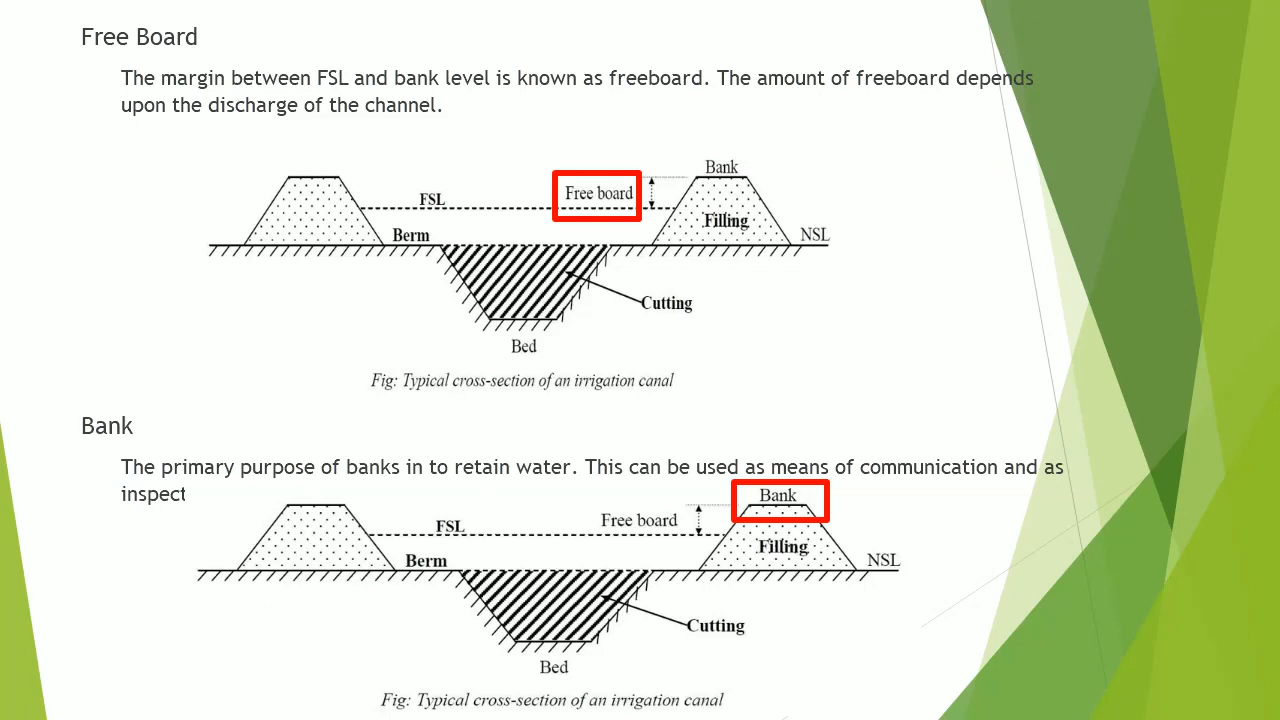 Free Board
The margin between FSL and bank level is known as freeboard. The amount of freeboard depends
upon the discharge of the channel.
Bank
FSL
Free board
Filling
Berm
NSL
Cutting
Bed
Fig: Typical cross-section of an irrigation canal
Bank
The primary purpose of banks in to retain water. This can be used as means of communication and as
inspect
Bank
FSL
Free board
Filling
Berm
NSL
Cutting
Bed
Fig: Typical cross-section of an irrigation canal